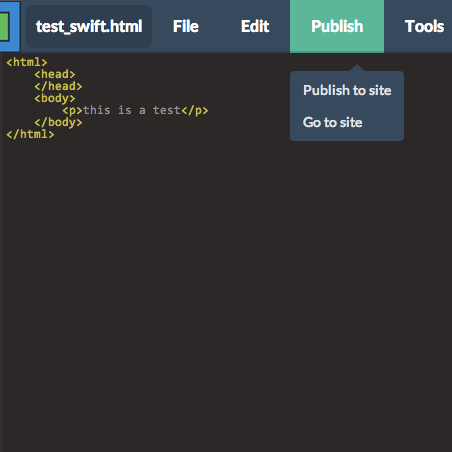 test_swift.html File Edit Publish Tools
Publish to site
Go to site
<html>
    <head>
    </head>
    <body>
        <p>this is a test</p>
    </body>
</html>